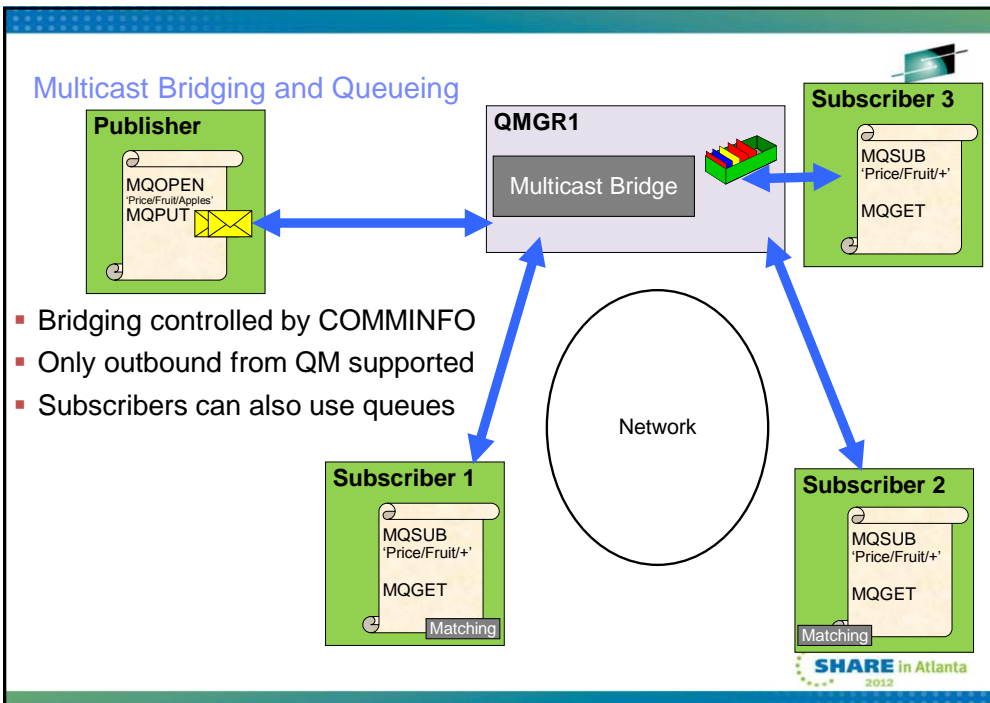 Multicast Bridging and Queueing
Publisher
MQOPEN
'Price/Fruit/Apples'
MQPUT
QMGR1
Multicast Bridge
Subscriber 3
MQSUB
'Price/Fruit/+'
MQGET
Bridging controlled by COMMINFO
Only outbound from QM supported
Subscribers can also use queues
Network
Subscriber 1
MQSUB
'Price/Fruit/+'
MQGET
Matching
Subscriber 2
MQSUB
'Price/Fruit/+'
MQGET
Matching
SHARE in Atlanta
2012